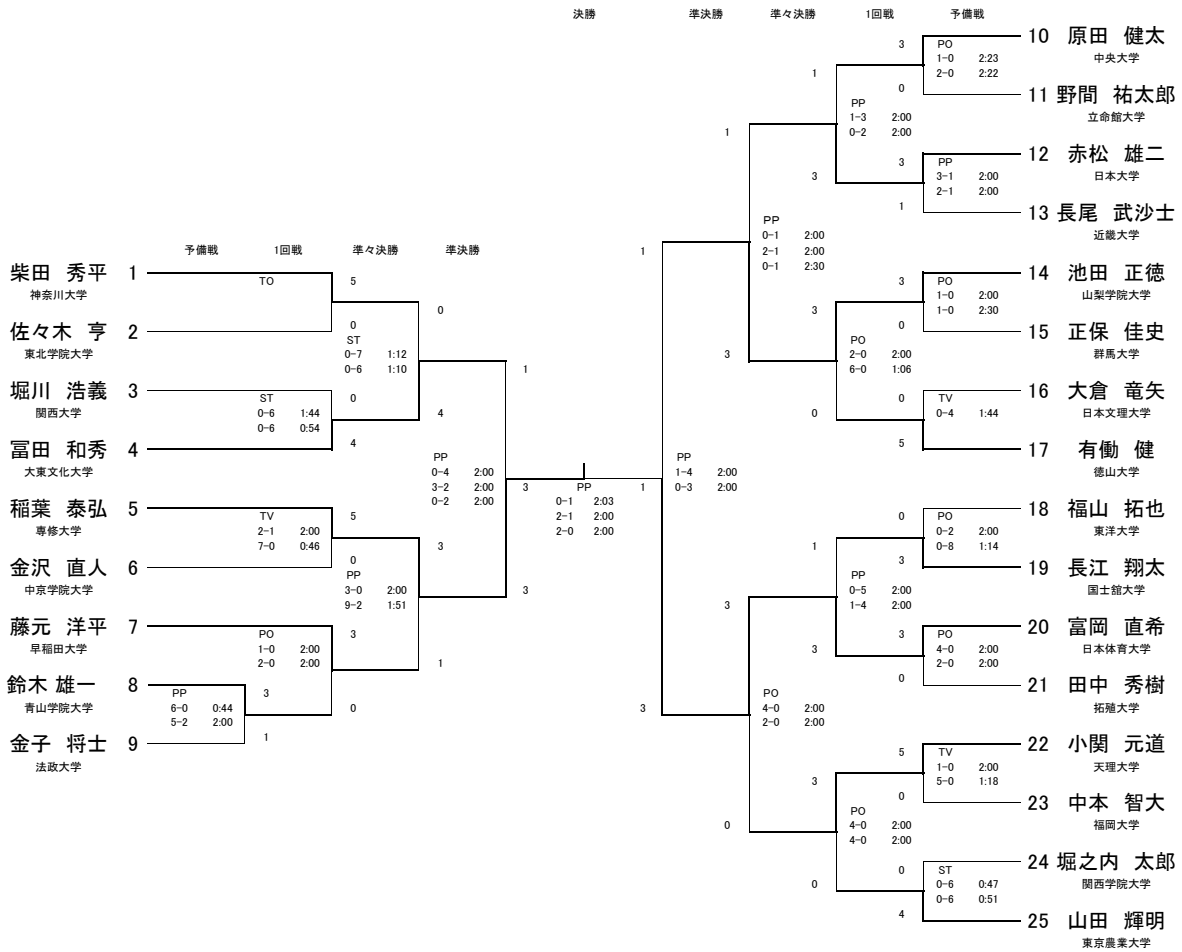 決勝 準決勝 準々決勝 1回戦 予備戦
3 PO 10 原田 健太
1-0 2:23 中央大学
1 2-0 2:22
0
PP 11 野間 祐太郎
1-3 2:00 立命館大学
1 0-2 2:00
3 PP 12 赤松 雄二
3 3-1 2:00 日本大学
2-1 2:00
1 13 長尾 武沙士
PP 近畿大学
0-1 2:00
1 2-1 2:00
0-1 2:30
3 PO 14 池田 正徳
1-0 2:00 山梨学院大学
3 1-0 2:30
0
PO 15 正保 佳史
2-0 2:00 群馬大学
3 6-0 1:06
0 TV 16 大倉 竜矢
0 0-4 1:44 日本文理大学
5 17 有働 健
徳山大学
PP
1-4 2:00
1 0-3 2:00
0 PO 18 福山 拓也
0-2 2:00 東洋大学
1 0-8 1:14
3
PP 19 長江 翔太
0-5 2:00 国士舘大学
3 1-4 2:00
3 PO 20 富岡 直希
3 4-0 2:00 日本体育大学
2-0 2:00
0 21 田中 秀樹
PO 拓殖大学
4-0 2:00
3 2-0 2:00
5 TV 22 小関 元道
1-0 2:00 天理大学
3 5-0 1:18
0
PO 23 中本 智大
4-0 2:00 福岡大学
0 4-0 2:00
0 ST 24 堀之内 太郎
0 0-6 0:47 関西学院大学
0-6 0:51
4 25 山田 輝明
東京農業大学
予備戦 1回戦 準々決勝 準決勝
柴田 秀平 1 TO 5
神奈川大学
0
佐々木 亨 2 0
東北学院大学 ST
0-7 1:12
0-6 1:10 1
堀川 浩義 3 ST 0
関西大学 0-6 1:44
0-6 0:54 4
冨田 和秀 4 4
大東文化大学 PP
0-4 2:00
3-2 2:00 3 PP
0-2 2:00 0-1 2:03
2-1 2:00
2-0 2:00
稲葉 泰弘 5 TV 5
専修大学 2-1 2:00
7-0 0:46 3
金沢 直人 6 0
中京学院大学 PP
3-0 2:00 3
9-2 1:51
藤元 洋平 7 PO 3
早稲田大学 1-0 2:00
2-0 2:00 1
鈴木 雄一 8 PP 3
青山学院大学 6-0 0:44 0
5-2 2:00
金子 将士 9 1
法政大学